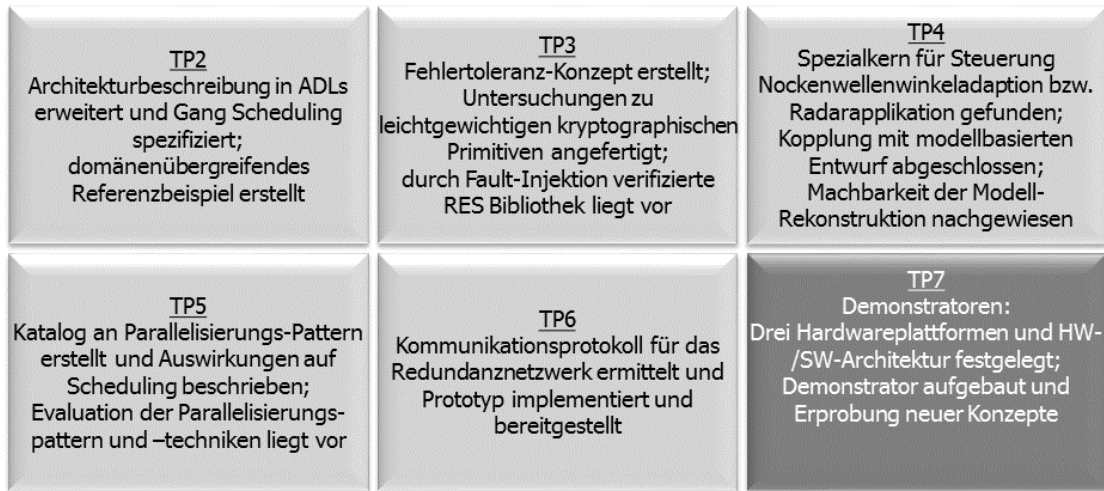 TP2
Architekturbeschreibung in ADLs
erweitert und Gang Scheduling
spezifiziert;
domänenübergreifendes
Referenzbeispiel erstellt
TP3
Fehlertoleranz-Konzept erstellt;
Untersuchungen zu
leichtgewichtigen kryptographischen
Primitiven angefertigt;
durch Fault-Injektion verifizierte
RES Bibliothek liegt vor
TP4
Spezialkern für Steuerung
Nockenwellenwinkeladaption bzw.
Radarapplikation gefunden;
Kopplung mit modellbasierten
Entwurf abgeschlossen;
Machbarkeit der Modell-
Rekonstruktion nachgewiesen
TP5
Katalog an Parallelisierungs-Pattern
erstellt und Auswirkungen auf
Scheduling beschrieben;
Evaluation der Parallelisierungs-
pattern und –techniken liegt vor
TP6
Kommunikationsprotokoll für das
Redundanznetzwerk ermittelt und
Prototyp implementiert und
bereitgestellt
TP7
Demonstratoren:
Drei Hardwareplattformen und HW-
/SW-Architektur festgelegt;
Demonstrator aufgebaut und
Erprobung neuer Konzepte